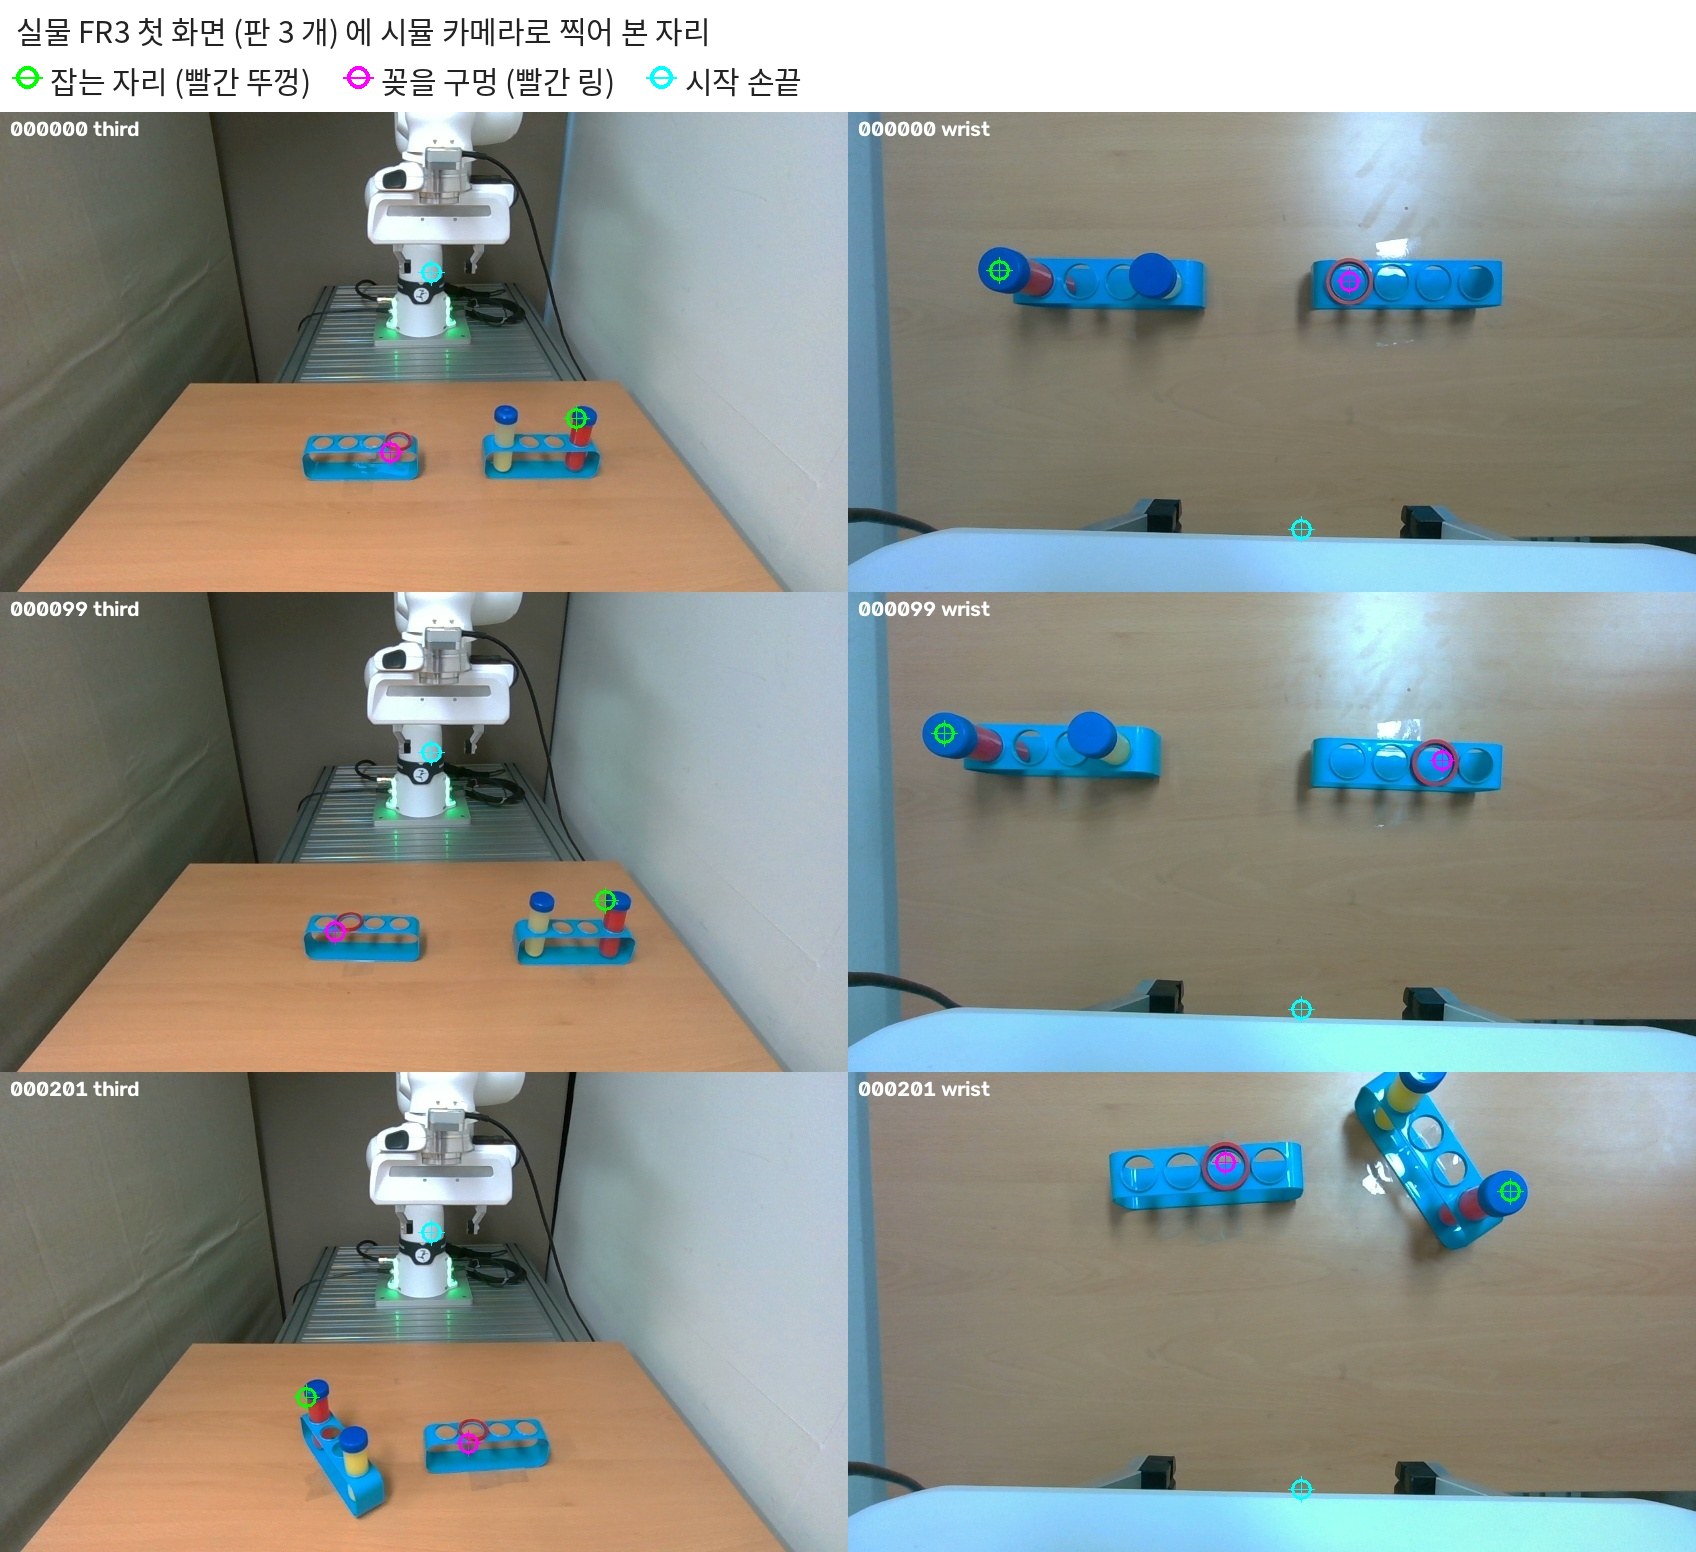 실물 FR3 첫 화면 (판 3 개) 에 시뮬 카메라로 찍어 본 자리
잡는 자리 (빨간 뚜껑) 꽂을 구멍 (빨간 링) 시작 손끝
000000 third
000000 wrist
000099 third
000099 wrist
000201 third
000201 wrist